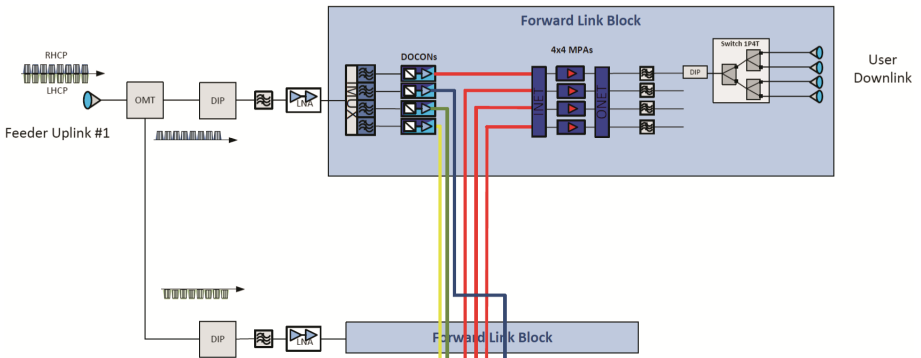 Forward Link Block
RHCP
LHCP
Feeder Uplink #1
OMT
DIP
LNA
MUX
DOCONs
4x4 MPAs
INET
ONET
DIP
Switch 1P4T
User
Downlink
DIP
LNA
Forward Link Block